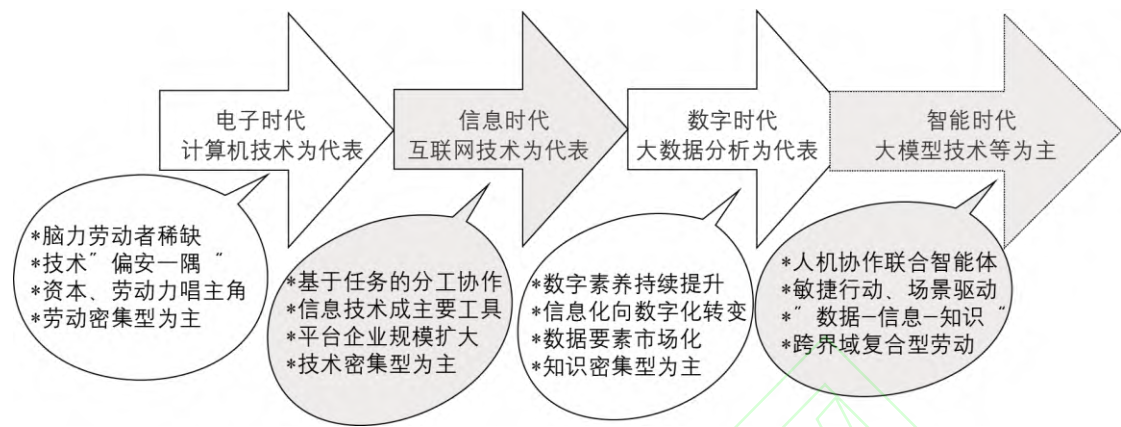 电子时代
计算机技术为代表
信息时代
互联网技术为代表
数字时代
大数据分析为代表
智能时代
大模型技术等为主
*脑力劳动者稀缺
*技术”偏安一隅“
*资本、劳动力唱主角
*劳动密集型为主
*基于任务的分工协作
*信息技术成主要工具
*平台企业规模扩大
*技术密集型为主
*数字素养持续提升
*信息化向数字化转变
*数据要素市场化
*知识密集型为主
*人机协作联合智能体
*敏捷行动、场景驱动
*”数据-信息-知识“
*跨界域复合型劳动